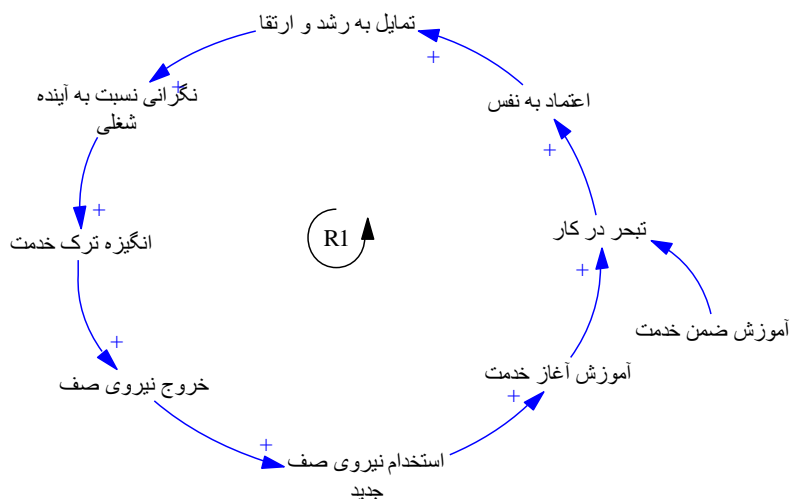 تمایل به رشد و ارتقا
+
+
نگرانی نسبت به آینده
شغلی
اعتماد به نفس
+
+
انگیزه ترک خدمت
R1
تبحر در کار
+
آموزش ضمن خدمت
+
خروج نیروی صف
آموزش آغاز خدمت
+
+
استخدام نیروی صف
جدید